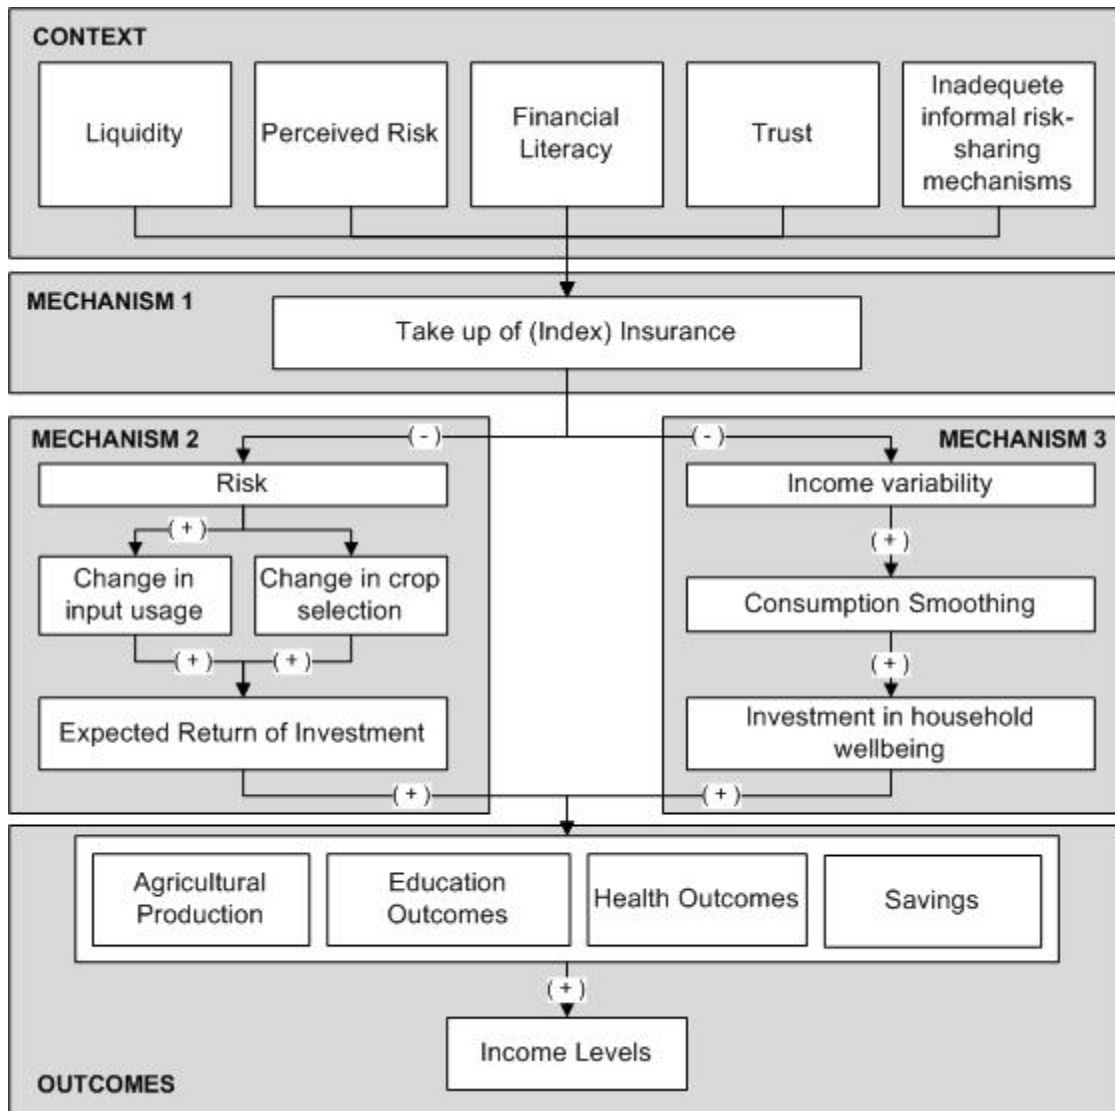 CONTEXT
Liquidity
Perceived Risk
Financial
Literacy
Trust
Inadequete
informal risk-
sharing
mechanisms
MECHANISM 1
Take up of (Index) Insurance
MECHANISM 2
( - )
Risk
( + )
Change in
input usage
Change in crop
selection
( + )
( + )
Expected Return of Investment
( + )
( - )
MECHANISM 3
Income variability
( + )
Consumption Smoothing
( + )
Investment in household
wellbeing
( + )
Agricultural
Production
Education
Outcomes
Health Outcomes
Savings
( + )
Income Levels
OUTCOMES